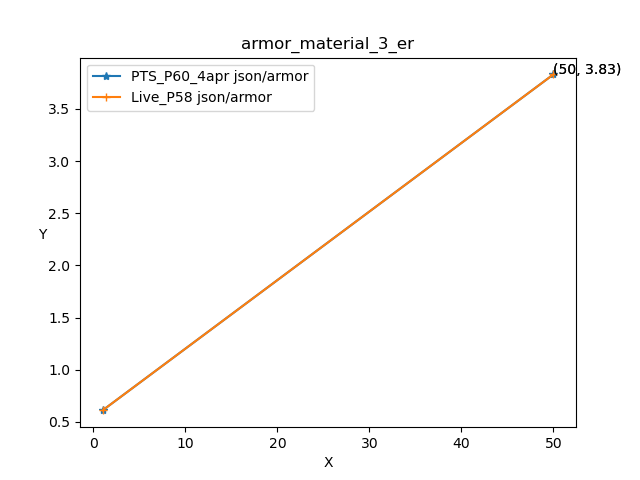 armor_material_3_er
PTS_P60_4apr json/armor
Live_P58 json/armor
(50, 3.83)
3.5
3.0
2.5
Y
2.0
1.5
1.0
0.5
0 10 20 30 40 50
X